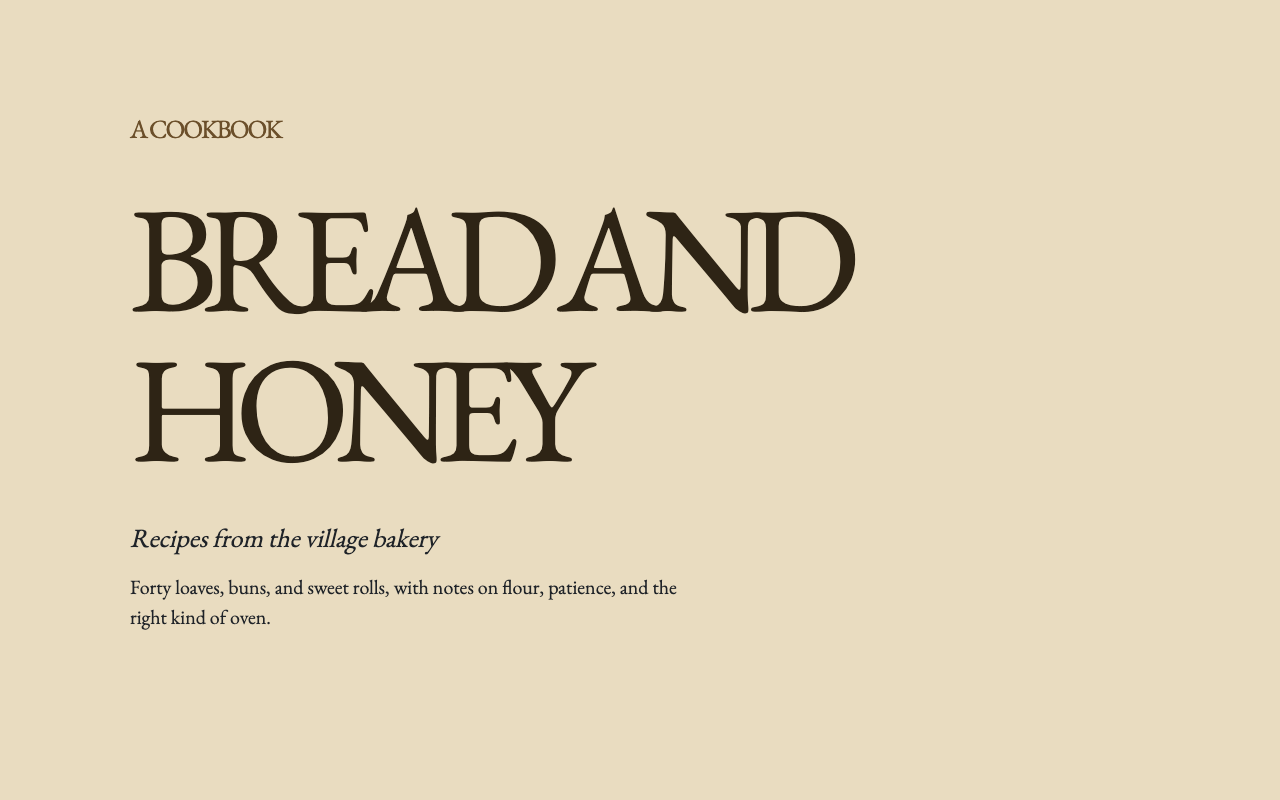 A COOKBOOK
BREAD AND
HONEY
Recipes from the village bakery
Forty loaves, buns, and sweet rolls, with notes on flour, patience, and the
right kind of oven.